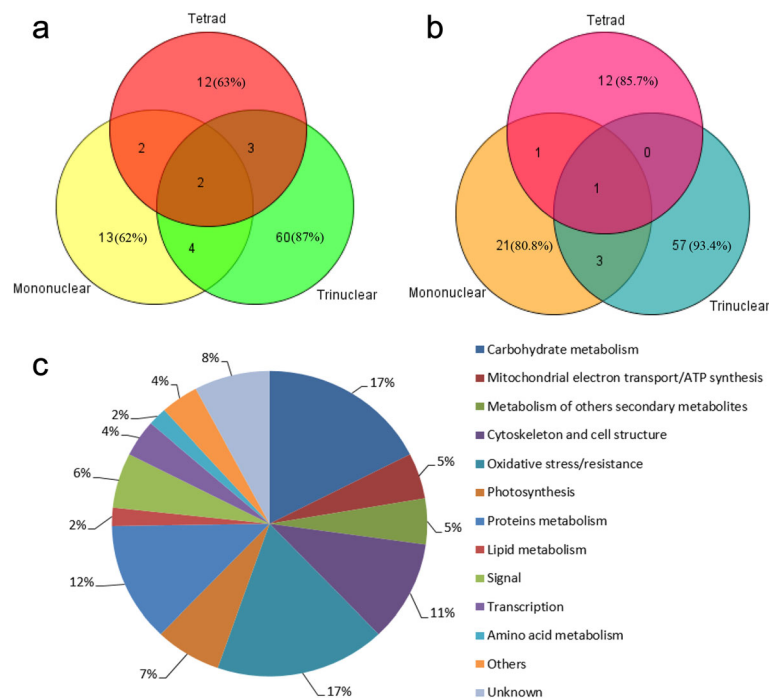 a
Tetrad
12(63%)
2
3
2
13(62%)
4
60(87%)
Mononuclear
Trinuclear
b
Tetrad
12(85.7%)
1
0
1
21(80.8%)
3
57(93.4%)
Mononuclear
Trinuclear
c
8%
4%
2%
4%
6%
2%
12%
7%
17%
11%
5%
5%
17%
Carbohydrate metabolism
Mitochondrial electron transport/ATP synthesis
Metabolism of others secondary metabolites
Cytoskeleton and cell structure
Oxidative stress/resistance
Photosynthesis
Proteins metabolism
Lipid metabolism
Signal
Transcription
Amino acid metabolism
Others
Unknown